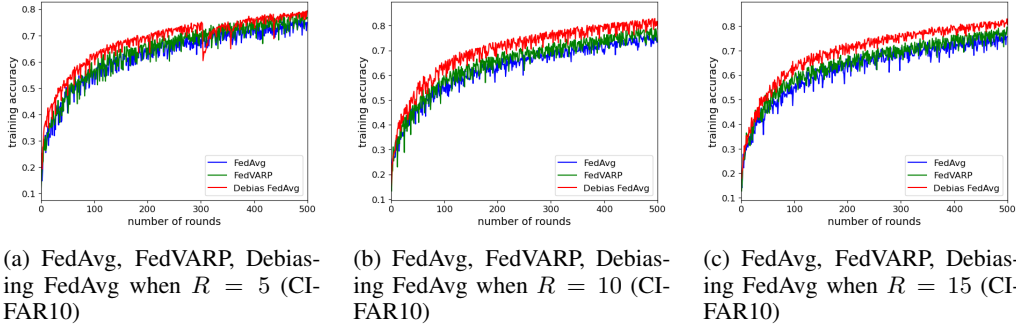 training accuracy
0.8
0.7
0.6
0.5
0.4
0.3
0.2
0.1
FedAvg
FedVARP
Debias FedAvg
0 100 200 300 400 500
number of rounds
(a) FedAvg, FedVARP, Debias-
ing FedAvg when R = 5 (CI-
FAR10)
training accuracy
0.8
0.7
0.6
0.5
0.4
0.3
0.2
0.1
FedAvg
FedVARP
Debias FedAvg
0 100 200 300 400 500
number of rounds
(b) FedAvg, FedVARP, Debias-
ing FedAvg when R = 10 (CI-
FAR10)
training accuracy
0.8
0.7
0.6
0.5
0.4
0.3
0.2
0.1
FedAvg
FedVARP
Debias FedAvg
0 100 200 300 400 500
number of rounds
(c) FedAvg, FedVARP, Debias-
ing FedAvg when R = 15 (CI-
FAR10)